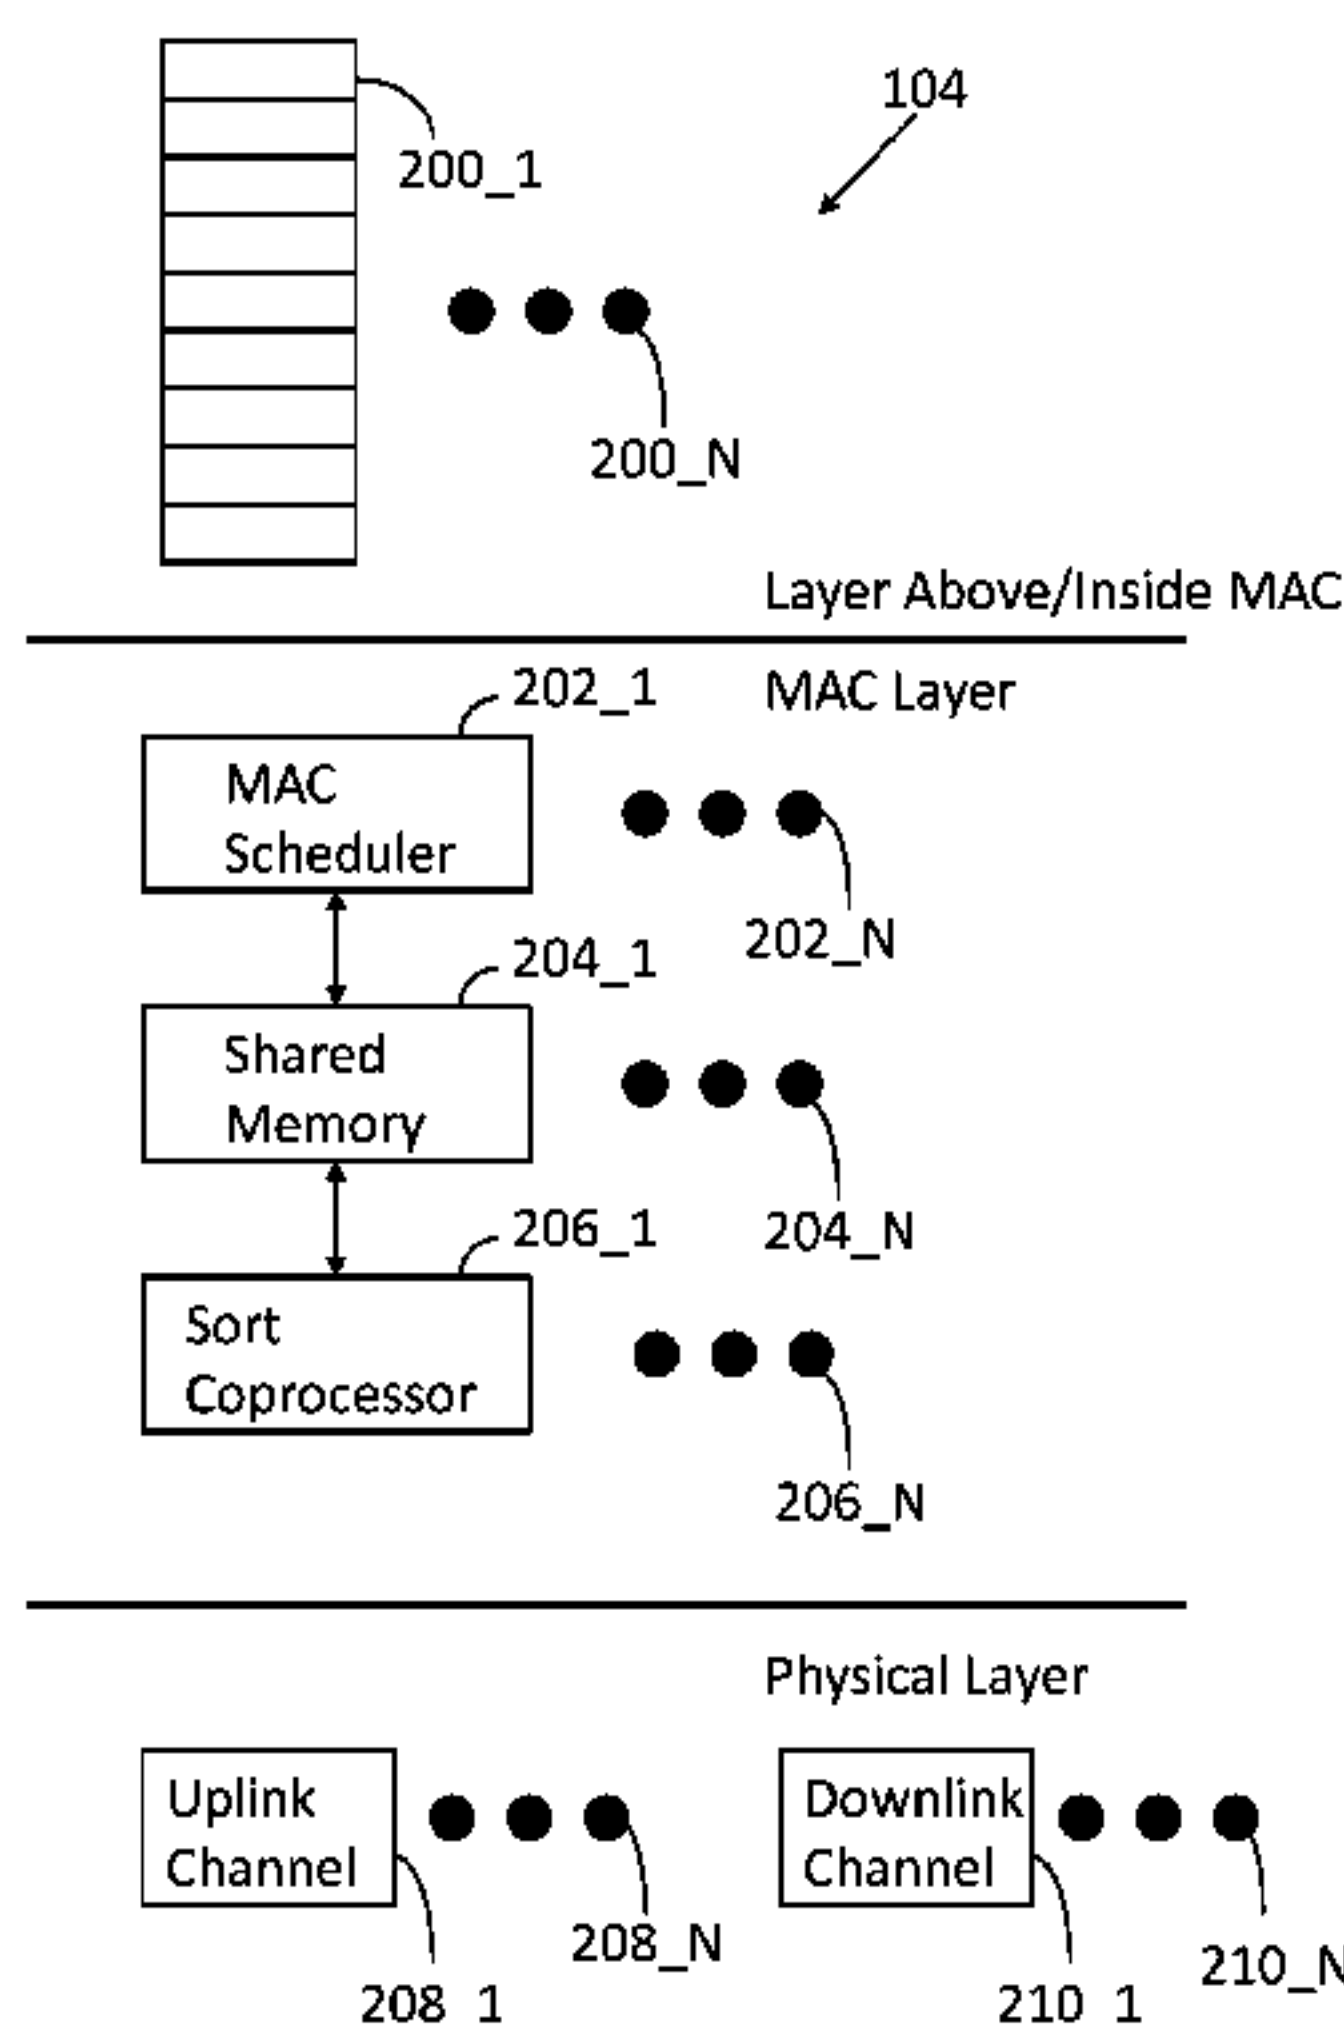 104
200_1
200_N
Layer Above/Inside MAC
MAC Layer
202_1
MAC
Scheduler
202_N
204_1
Shared
Memory
204_N
206_1
Sort
Coprocessor
206_N
Physical Layer
Uplink
Channel
208_N
208_1
Downlink
Channel
210_N
210_1